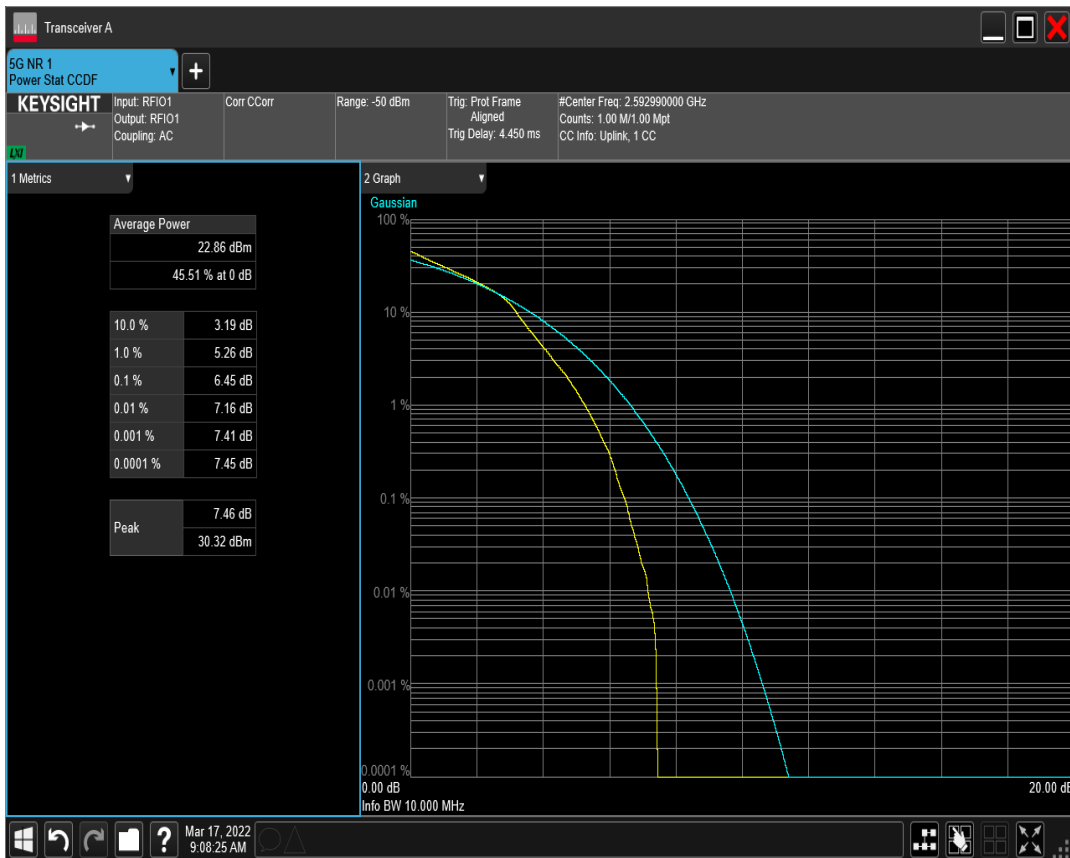 Transceiver A
5G NR 1
Power Stat CCDF
+
KEYSIGHT
LXI
Input: RFIO1
Output: RFIO1
Coupling: AC
Corr CCorr
Range: -50 dBm
Trig: Prot Frame
Aligned
Trig Delay: 4.450 ms
#Center Freq: 2.592990000 GHz
Counts: 1.00 M/1.00 Mpt
CC Info: Uplink, 1 CC
1 Metrics
Average Power
22.86 dBm
45.51 % at 0 dB
10.0 % 3.19 dB
1.0 % 5.26 dB
0.1 % 6.45 dB
0.01 % 7.16 dB
0.001 % 7.41 dB
0.0001 % 7.45 dB
Peak 7.46 dB
30.32 dBm
2 Graph
Gaussian
100 %
10 %
1 %
0.1 %
0.01 %
0.001 %
0.0001 %
0.00 dB 20.00 dB
Info BW 10.000 MHz
?
Mar 17, 2022
9:08:25 AM